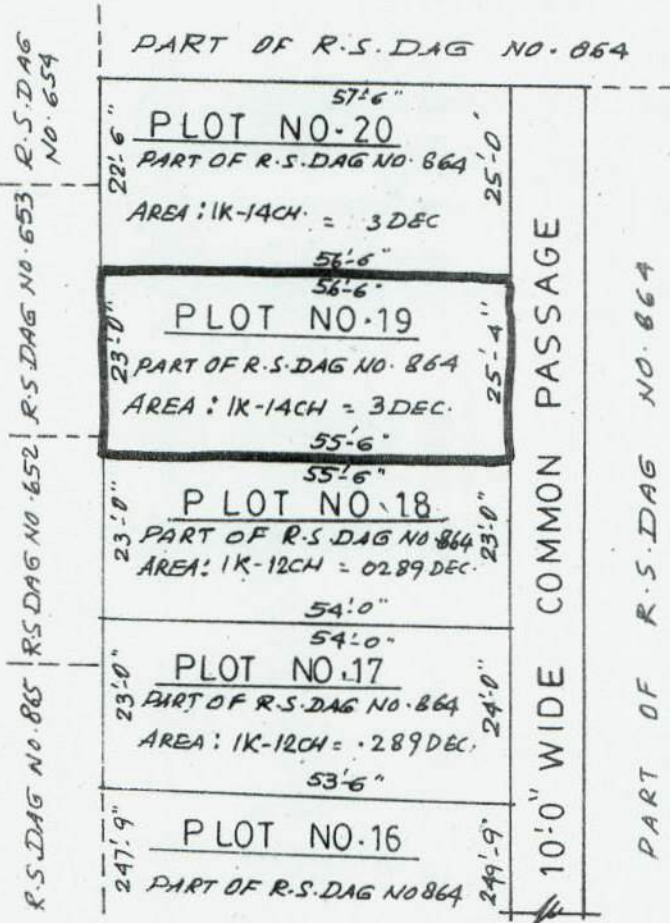 PART OF R.S. DAG NO. 864
R.S. DAG
NO. 654
57'-6"
PLOT NO. 20
22'-6"
PART OF R.S. DAG NO. 864
25'-0"
AREA : 1K-14CH. = 3 DEC
56'-6"
R.S. DAG NO. 653
56'-6"
PLOT NO. 19
23'-0"
PART OF R.S. DAG NO. 864
25'-4"
AREA : 1K-14CH = 3 DEC.
55'-6"
R.S. DAG NO. 652
55'-6"
PLOT NO. 18
23'-0"
PART OF R.S. DAG NO. 864
23'-0"
AREA : 1K-12CH = 0289 DEC.
54'-0"
R.S. DAG NO. 865
54'-0"
PLOT NO. 17
23'-0"
PART OF R.S. DAG NO. 864
24'-0"
AREA : 1K-12CH = .289 DEC.
53'-6"
PLOT NO. 16
247'-9"
PART OF R.S. DAG NO 864
249'-9"
10'-0" WIDE COMMON PASSAGE
PART OF R.S. DAG NO. 864